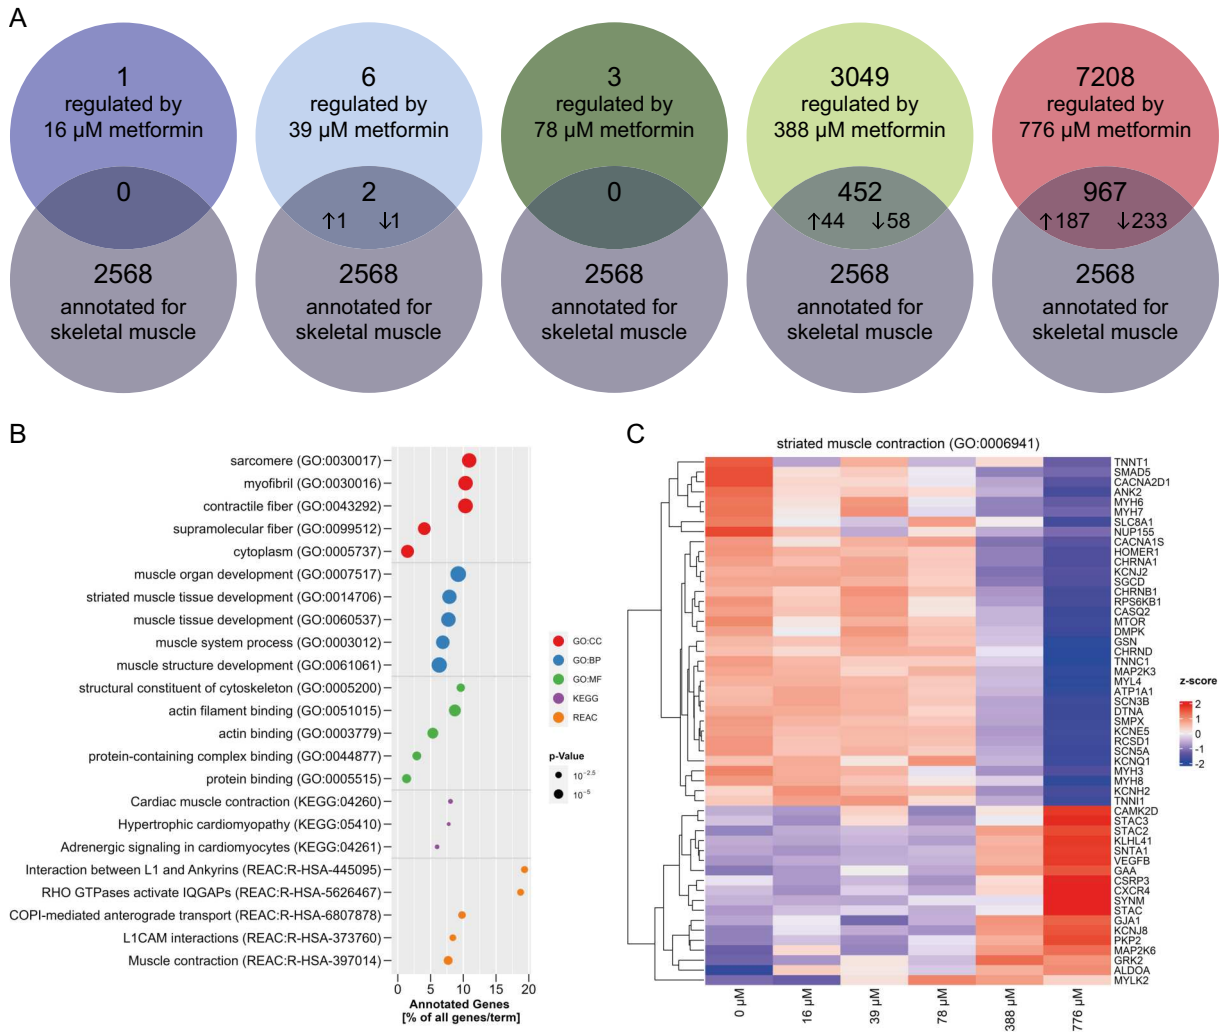 A
1
regulated by
16 µM metformin
0
2568
annotated for
skeletal muscle
6
regulated by
39 µM metformin
2
↑1 ↓1
2568
annotated for
skeletal muscle
3
regulated by
78 µM metformin
0
2568
annotated for
skeletal muscle
3049
regulated by
388 µM metformin
452
↑44 ↓58
2568
annotated for
skeletal muscle
7208
regulated by
776 µM metformin
967
↑187 ↓233
2568
annotated for
skeletal muscle
B
sarcomere (GO:0030017)
myofibril (GO:0030016)
contractile fiber (GO:0043292)
supramolecular fiber (GO:0099512)
cytoplasm (GO:0005737)
muscle organ development (GO:0007517)
striated muscle tissue development (GO:0014706)
muscle tissue development (GO:0060537)
muscle system process (GO:0003012)
muscle structure development (GO:0061061)
structural constituent of cytoskeleton (GO:0005200)
actin filament binding (GO:0051015)
actin binding (GO:0003779)
protein-containing complex binding (GO:0044877)
protein binding (GO:0005515)
Cardiac muscle contraction (KEGG:04260)
Hypertrophic cardiomyopathy (KEGG:05410)
Adrenergic signaling in cardiomyocytes (KEGG:04261)
Interaction between L1 and Ankyrins (REAC:R-HSA-445095)
RHO GTPases activate IQGAPs (REAC:R-HSA-5626467)
COPI-mediated anterograde transport (REAC:R-HSA-6807878)
L1CAM interactions (REAC:R-HSA-373760)
Muscle contraction (REAC:R-HSA-397014)
0 5 10 15 20
Annotated Genes
[% of all genes/term]
GO:CC
GO:BP
GO:MF
KEGG
REAC
p-Value
10⁻²·⁵
10⁻⁵
C
striated muscle contraction (GO:0006941)
TNNT1
SMAD5
CACNA2D1
ANK2
MYH6
MYH7
SLC8A1
NUP155
CACNA1S
HOMER1
CHRNA1
KCNJ2
SGCD
CHRNB1
RPS6KB1
CASQ2
MTOR
DMPK
GSN
CHRND
TNNC1
MAP2K3
MYL4
ATP1A1
SCN3B
DTNA
SMPX
KCNE5
RCSD1
SCN5A
KCNQ1
MYH3
MYH8
KCNH2
TNNI1
CAMK2D
STAC3
STAC2
KLHL41
SNTA1
VEGFB
GAA
CSRP3
CXCR4
SYNM
STAC
GJA1
KCNJ8
PKP2
MAP2K6
GRK2
ALDOA
MYLK2
0 µM
16 µM
39 µM
78 µM
388 µM
776 µM
z-score
2
1
0
-1
-2